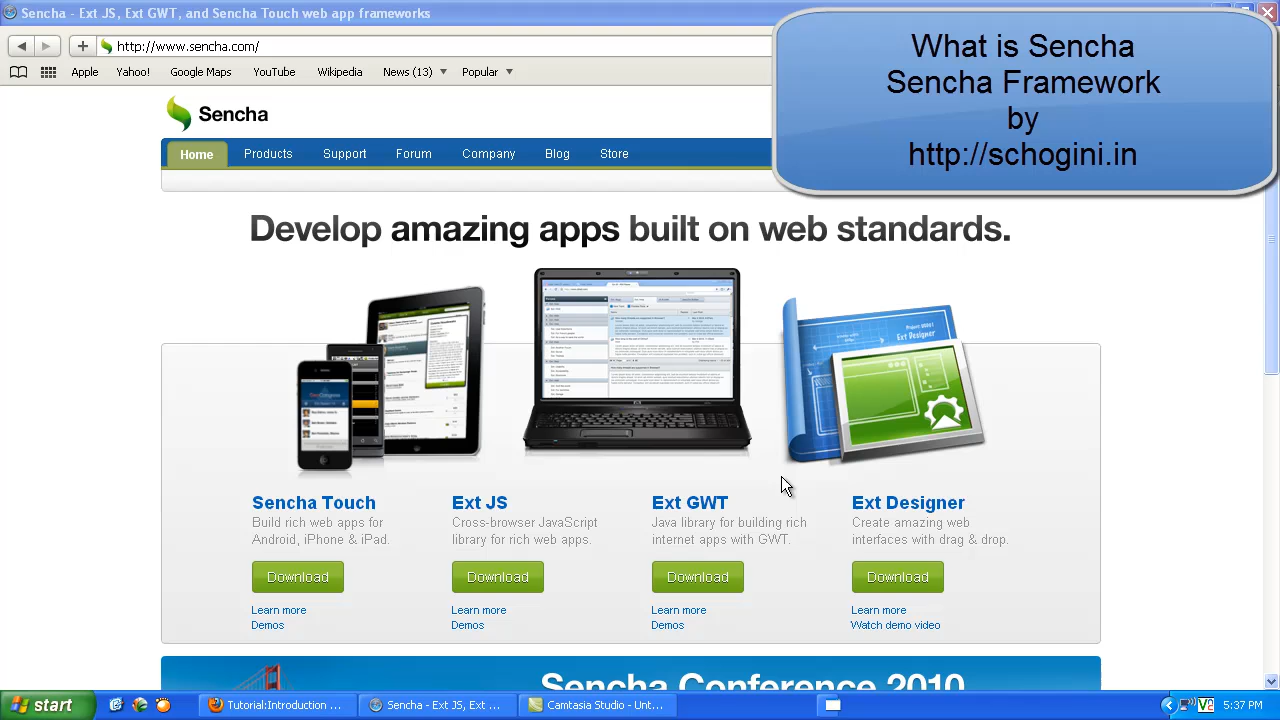 Sencha - Ext JS, Ext GWT, and Sencha Touch web app frameworks
http://www.sencha.com/
Apple Yahoo! Google Maps YouTube Wikipedia News (13) Popular
What is Sencha
Sencha Framework
by
http://schogini.in
Sencha
Home Products Support Forum Company Blog Store
Develop amazing apps built on web standards.
Ext Designer
Sencha Touch
Build rich web apps for
Android, iPhone & iPad.
Download
Learn more
Demos
Ext JS
Cross-browser JavaScript
library for rich web apps.
Download
Learn more
Demos
Ext GWT
Java library for building rich
internet apps with GWT.
Download
Learn more
Demos
Ext Designer
Create amazing web
interfaces with drag & drop.
Download
Learn more
Watch demo video
Sencha Conference 2010
start Tutorial:Introduction ... Sencha - Ext JS, Ext ... Camtasia Studio - Unt... 5:37 PM